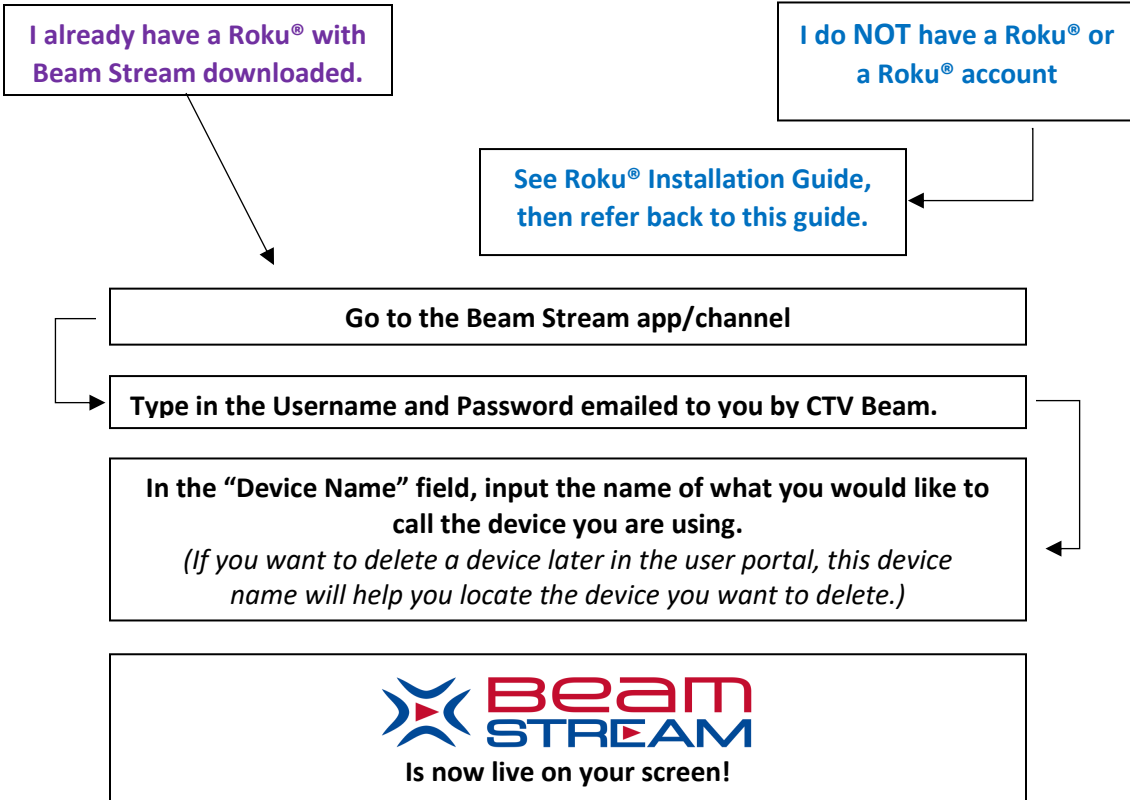 I already have a Roku® with
Beam Stream downloaded.
I do NOT have a Roku® or
a Roku® account
See Roku® Installation Guide,
then refer back to this guide.
Go to the Beam Stream app/channel
Type in the Username and Password emailed to you by CTV Beam.
In the “Device Name” field, input the name of what you would like to
call the device you are using.
(If you want to delete a device later in the user portal, this device
name will help you locate the device you want to delete.)
Beam
STREAM
Is now live on your screen!